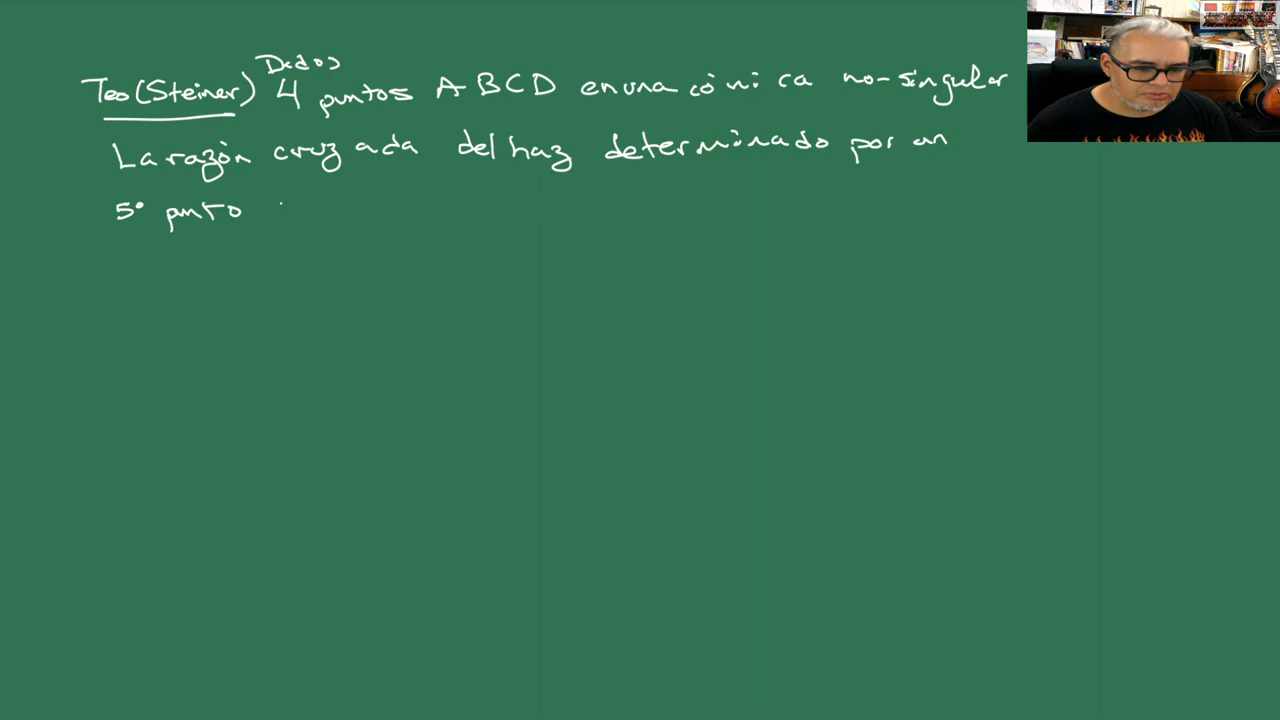 Teo (Steiner) Dados 4 puntos A B C D en una cónica no-singular
La razón cruzada del haz determinado por un
5° punto